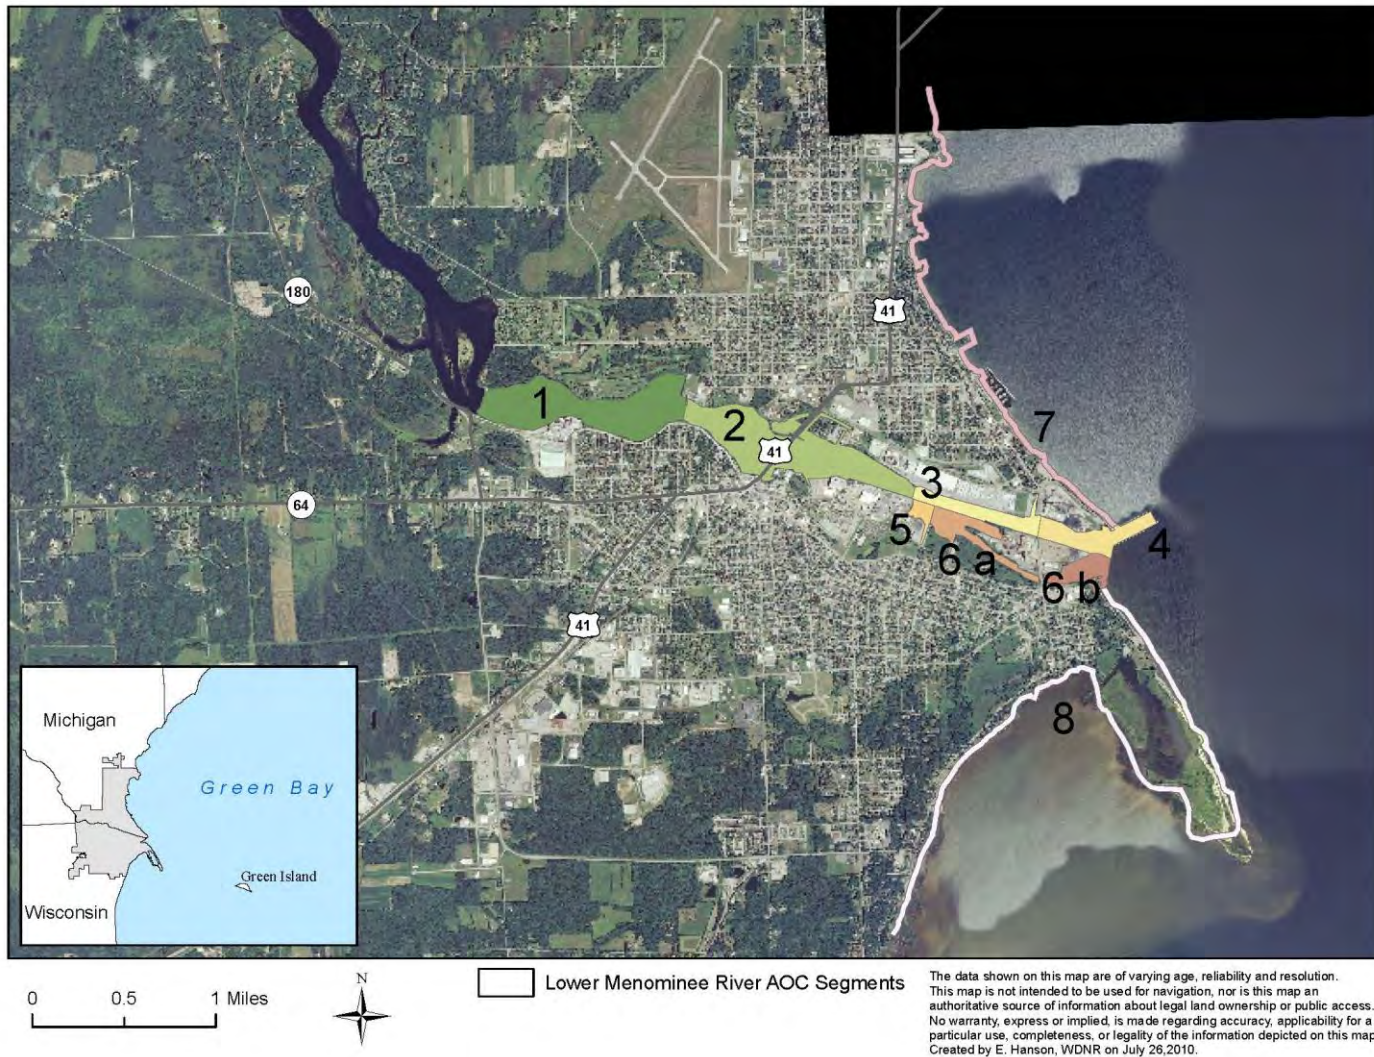 180
41
1
2
7
41
3
64
4
5
6 a
6 b
41
8
Michigan
Green Bay
Green Island
Wisconsin
0 0.5 1 Miles
N
Lower Menominee River AOC Segments
The data shown on this map are of varying age, reliability and resolution.
This map is not intended to be used for navigation, nor is this map an
authoritative source of information about legal land ownership or public access.
No warranty, express or implied, is made regarding accuracy, applicability for a
particular use, completeness, or legality of the information depicted on this map
Created by E. Hanson, WDNR on July 26,2010.